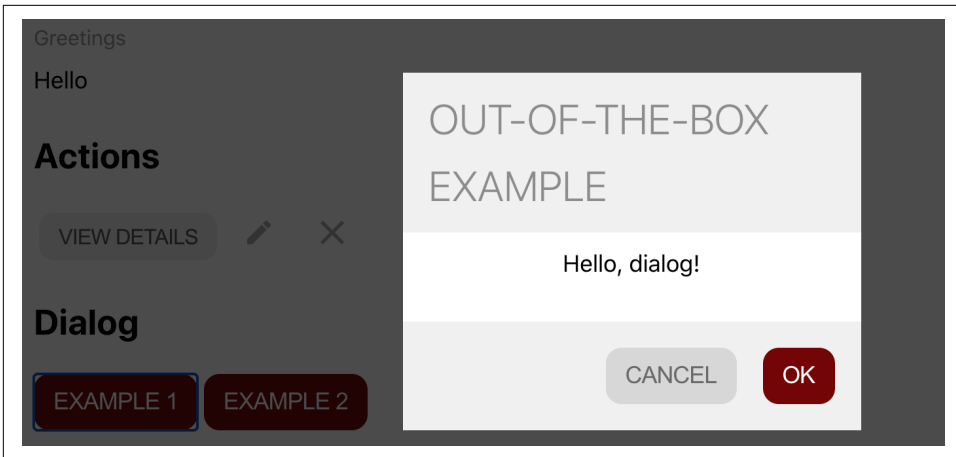 Greetings
Hello
Actions
VIEW DETAILS
Dialog
EXAMPLE 1
EXAMPLE 2
OUT-OF-THE-BOX
EXAMPLE
Hello, dialog!
CANCEL
OK